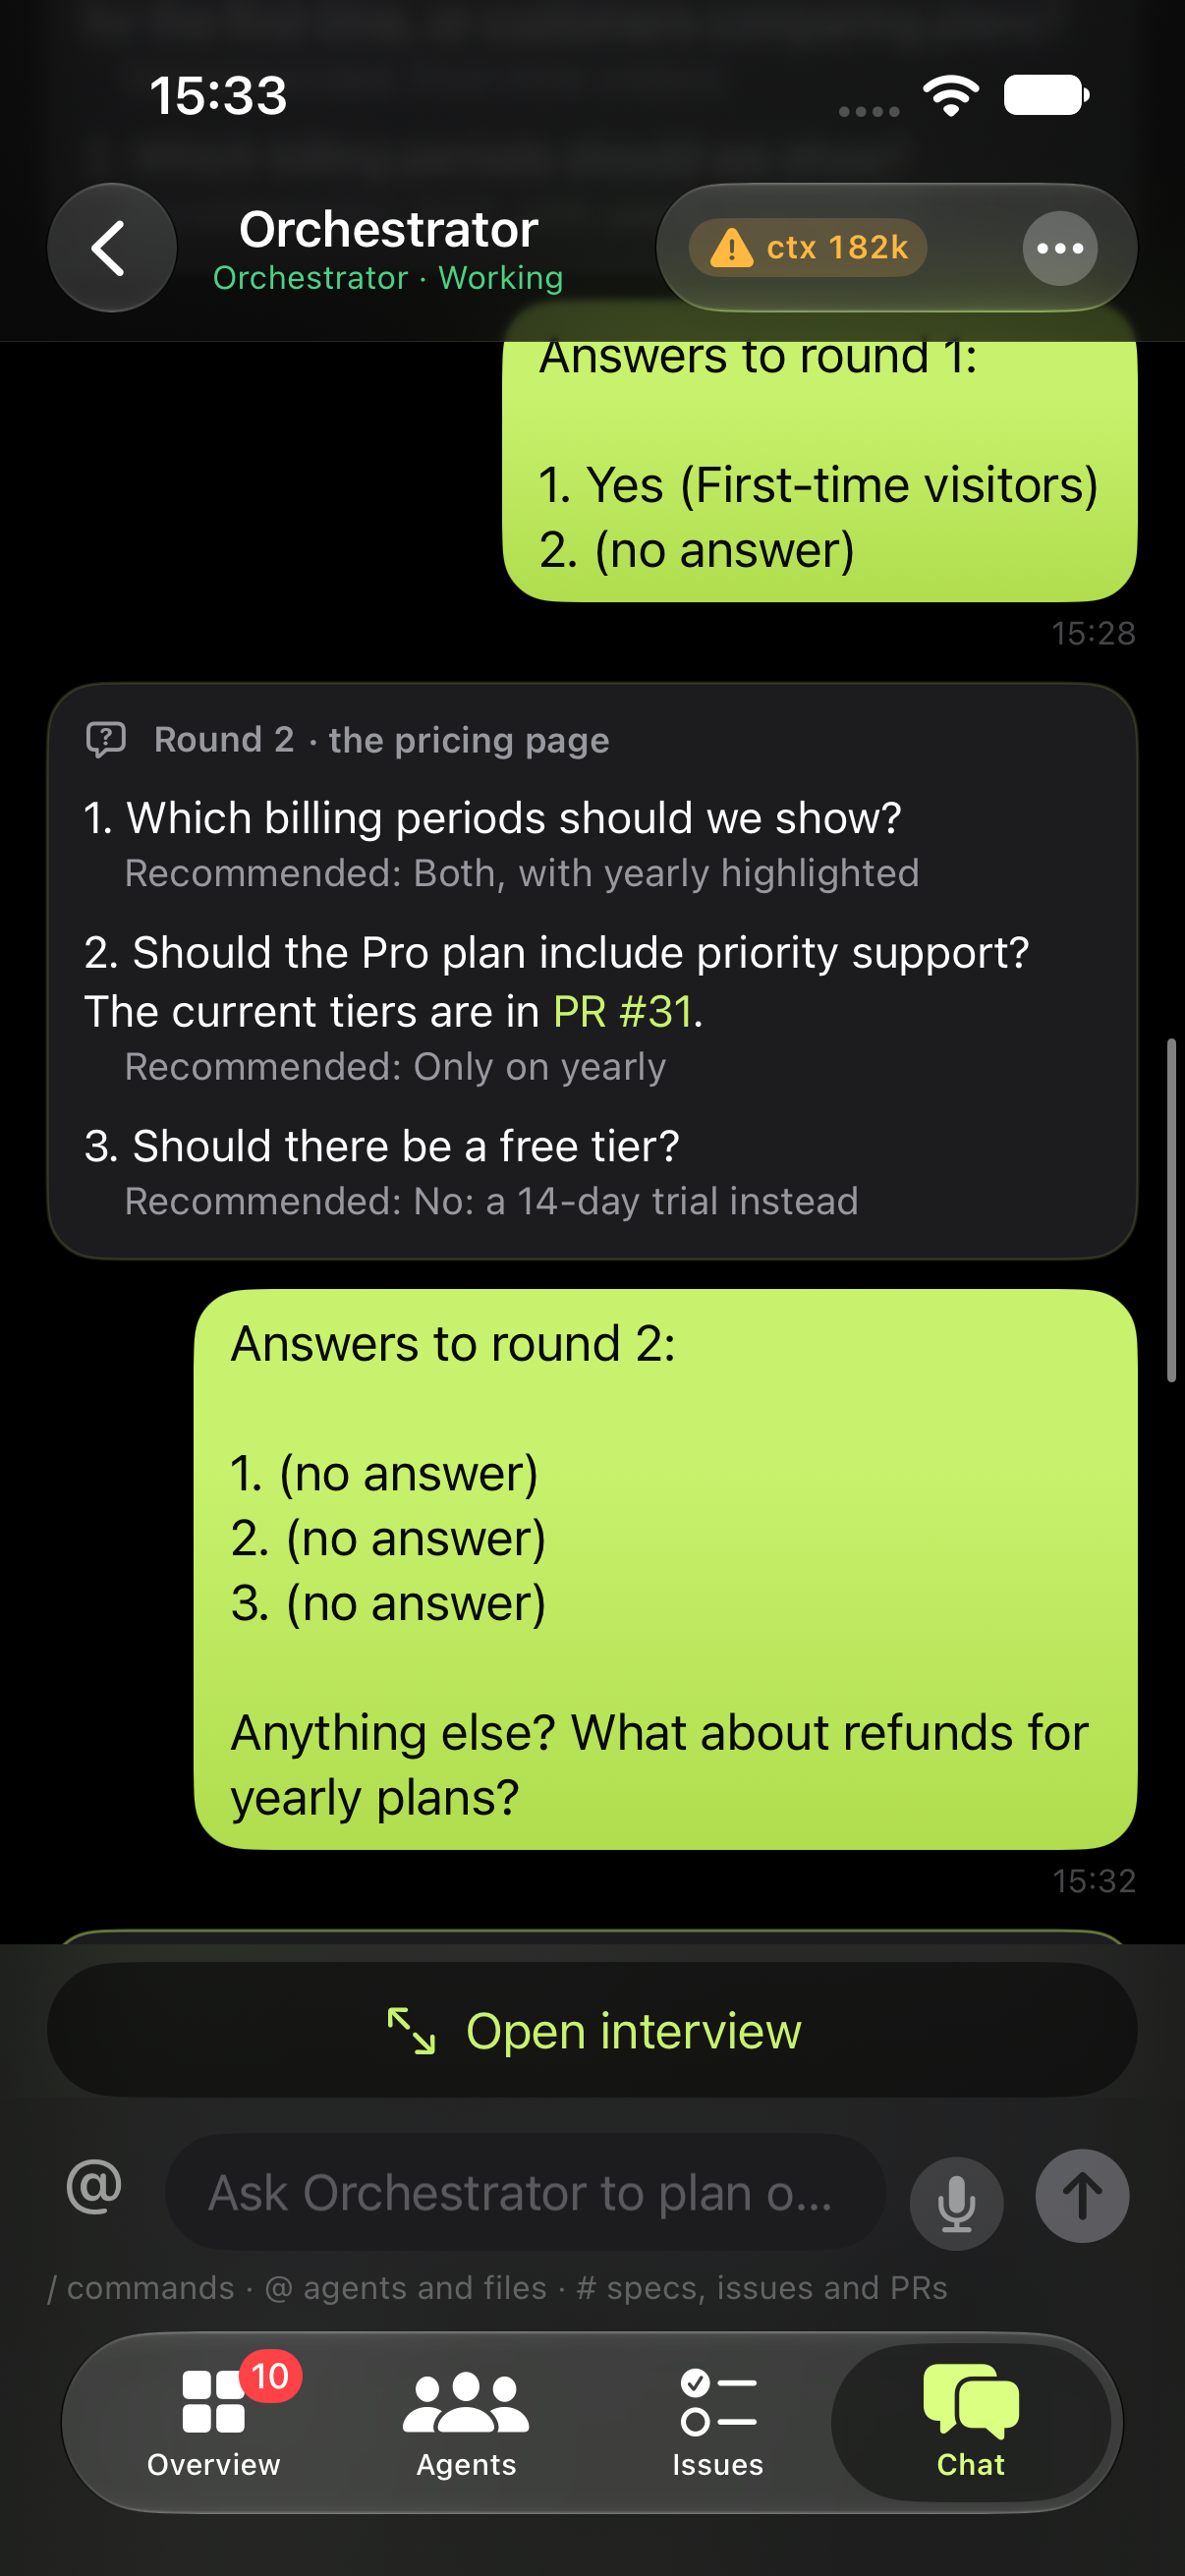 15:33
Orchestrator
Orchestrator · Working
ctx 182k
Answers to round 1:
1. Yes (First-time visitors)
2. (no answer)
15:28
Round 2 · the pricing page
1. Which billing periods should we show?
Recommended: Both, with yearly highlighted
2. Should the Pro plan include priority support?
The current tiers are in PR #31.
Recommended: Only on yearly
3. Should there be a free tier?
Recommended: No: a 14-day trial instead
Answers to round 2:
1. (no answer)
2. (no answer)
3. (no answer)
Anything else? What about refunds for
yearly plans?
15:32
Open interview
@
Ask Orchestrator to plan o...
/ commands · @ agents and files · # specs, issues and PRs
10
Overview
Agents
Issues
Chat